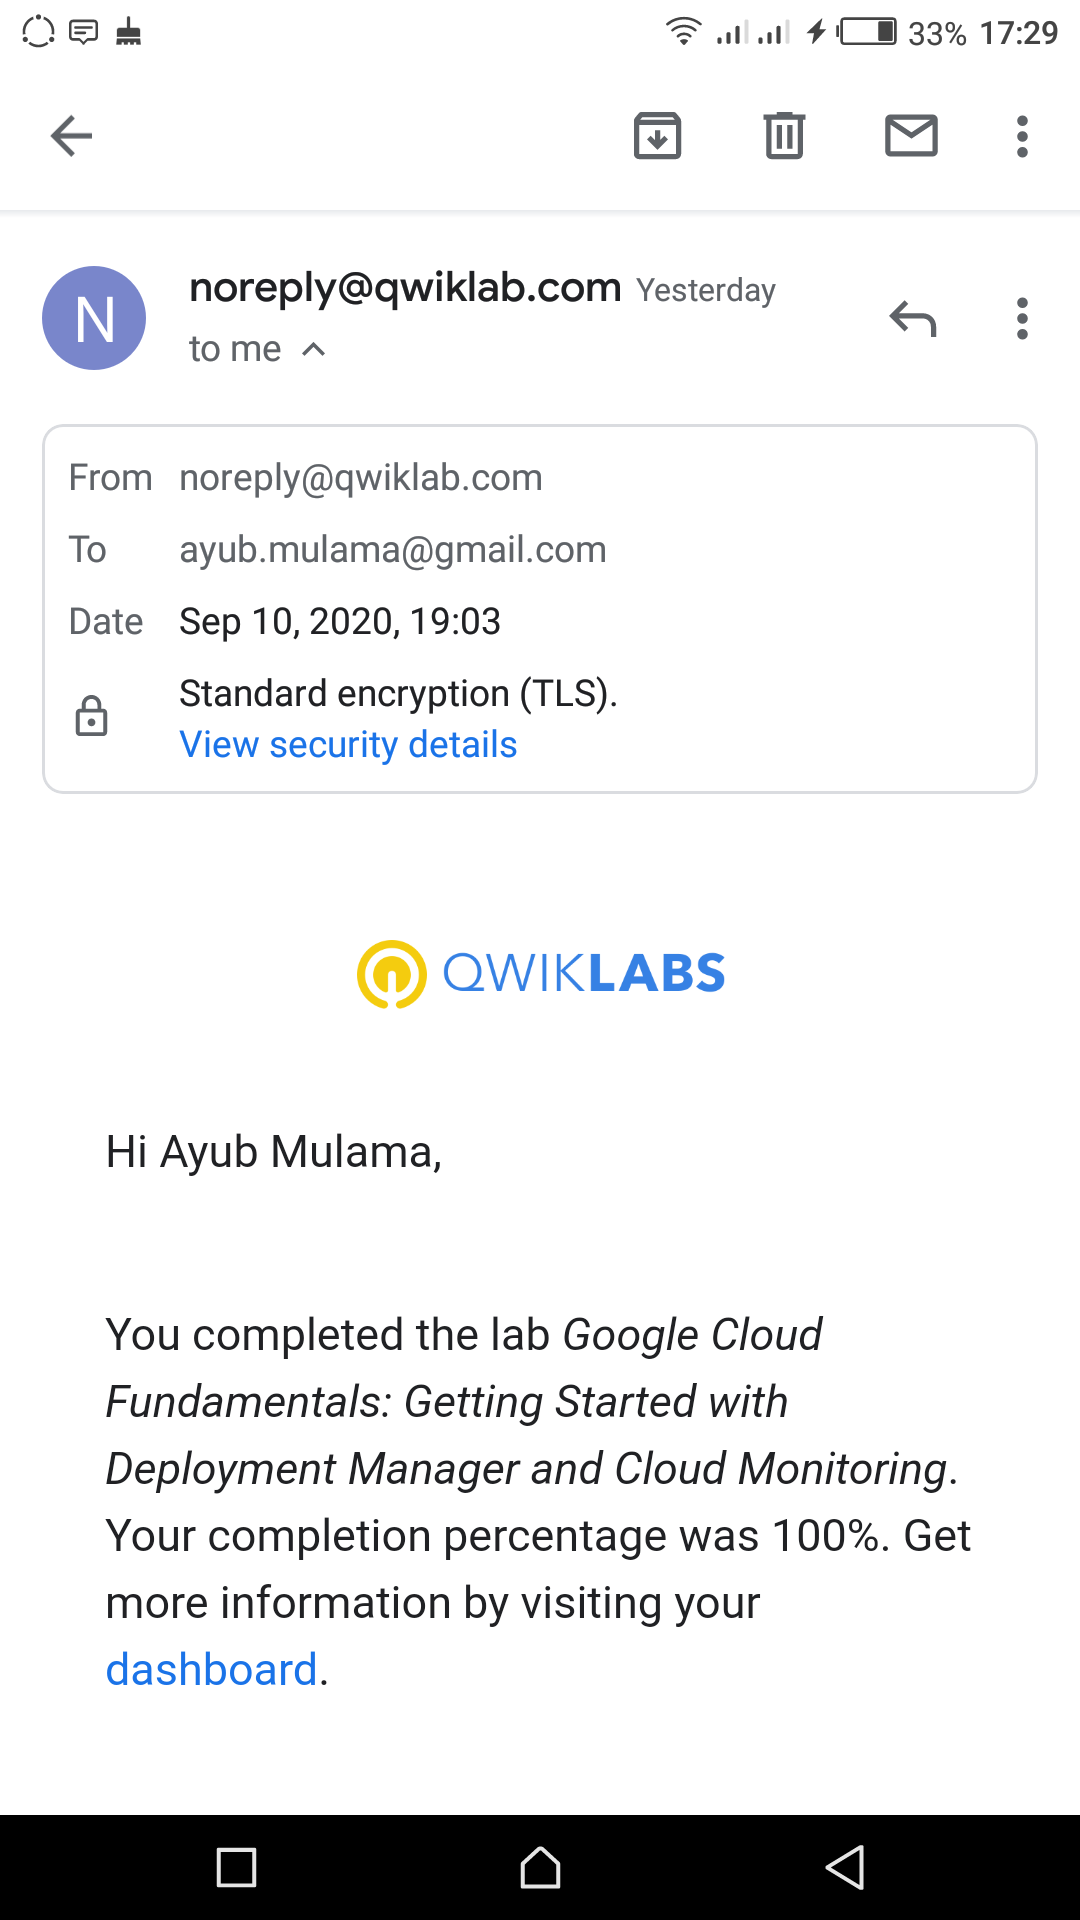 33% 17:29
N
noreply@qwiklab.com Yesterday
to me
From noreply@qwiklab.com
To ayub.mulama@gmail.com
Date Sep 10, 2020, 19:03
Standard encryption (TLS).
View security details
QWIKLABS
Hi Ayub Mulama,
You completed the lab Google Cloud
Fundamentals: Getting Started with
Deployment Manager and Cloud Monitoring.
Your completion percentage was 100%. Get
more information by visiting your
dashboard.